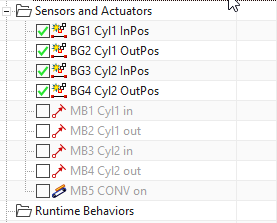 Sensors and Actuators
BG1 Cyl1 InPos
BG2 Cyl1 OutPos
BG3 Cyl2 InPos
BG4 Cyl2 OutPos
MB1 Cyl1 in
MB2 Cyl1 out
MB3 Cyl2 in
MB4 Cyl2 out
MB5 CONV on
Runtime Behaviors